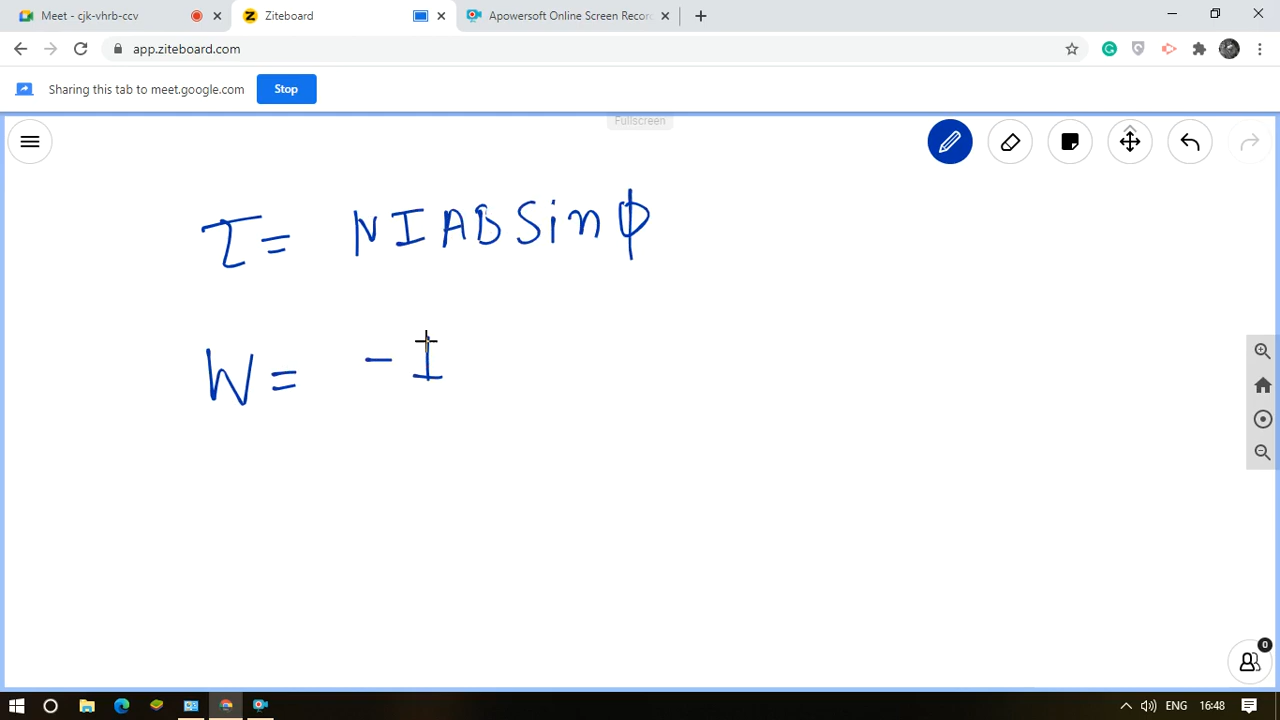 Meet - cjk-vhrb-ccv
Ziteboard
Apowersoft Online Screen Recor
app.ziteboard.com
Sharing this tab to meet.google.com
Stop
Fullscreen
τ= NIABSinφ
W= - I
0
ENG
16:48